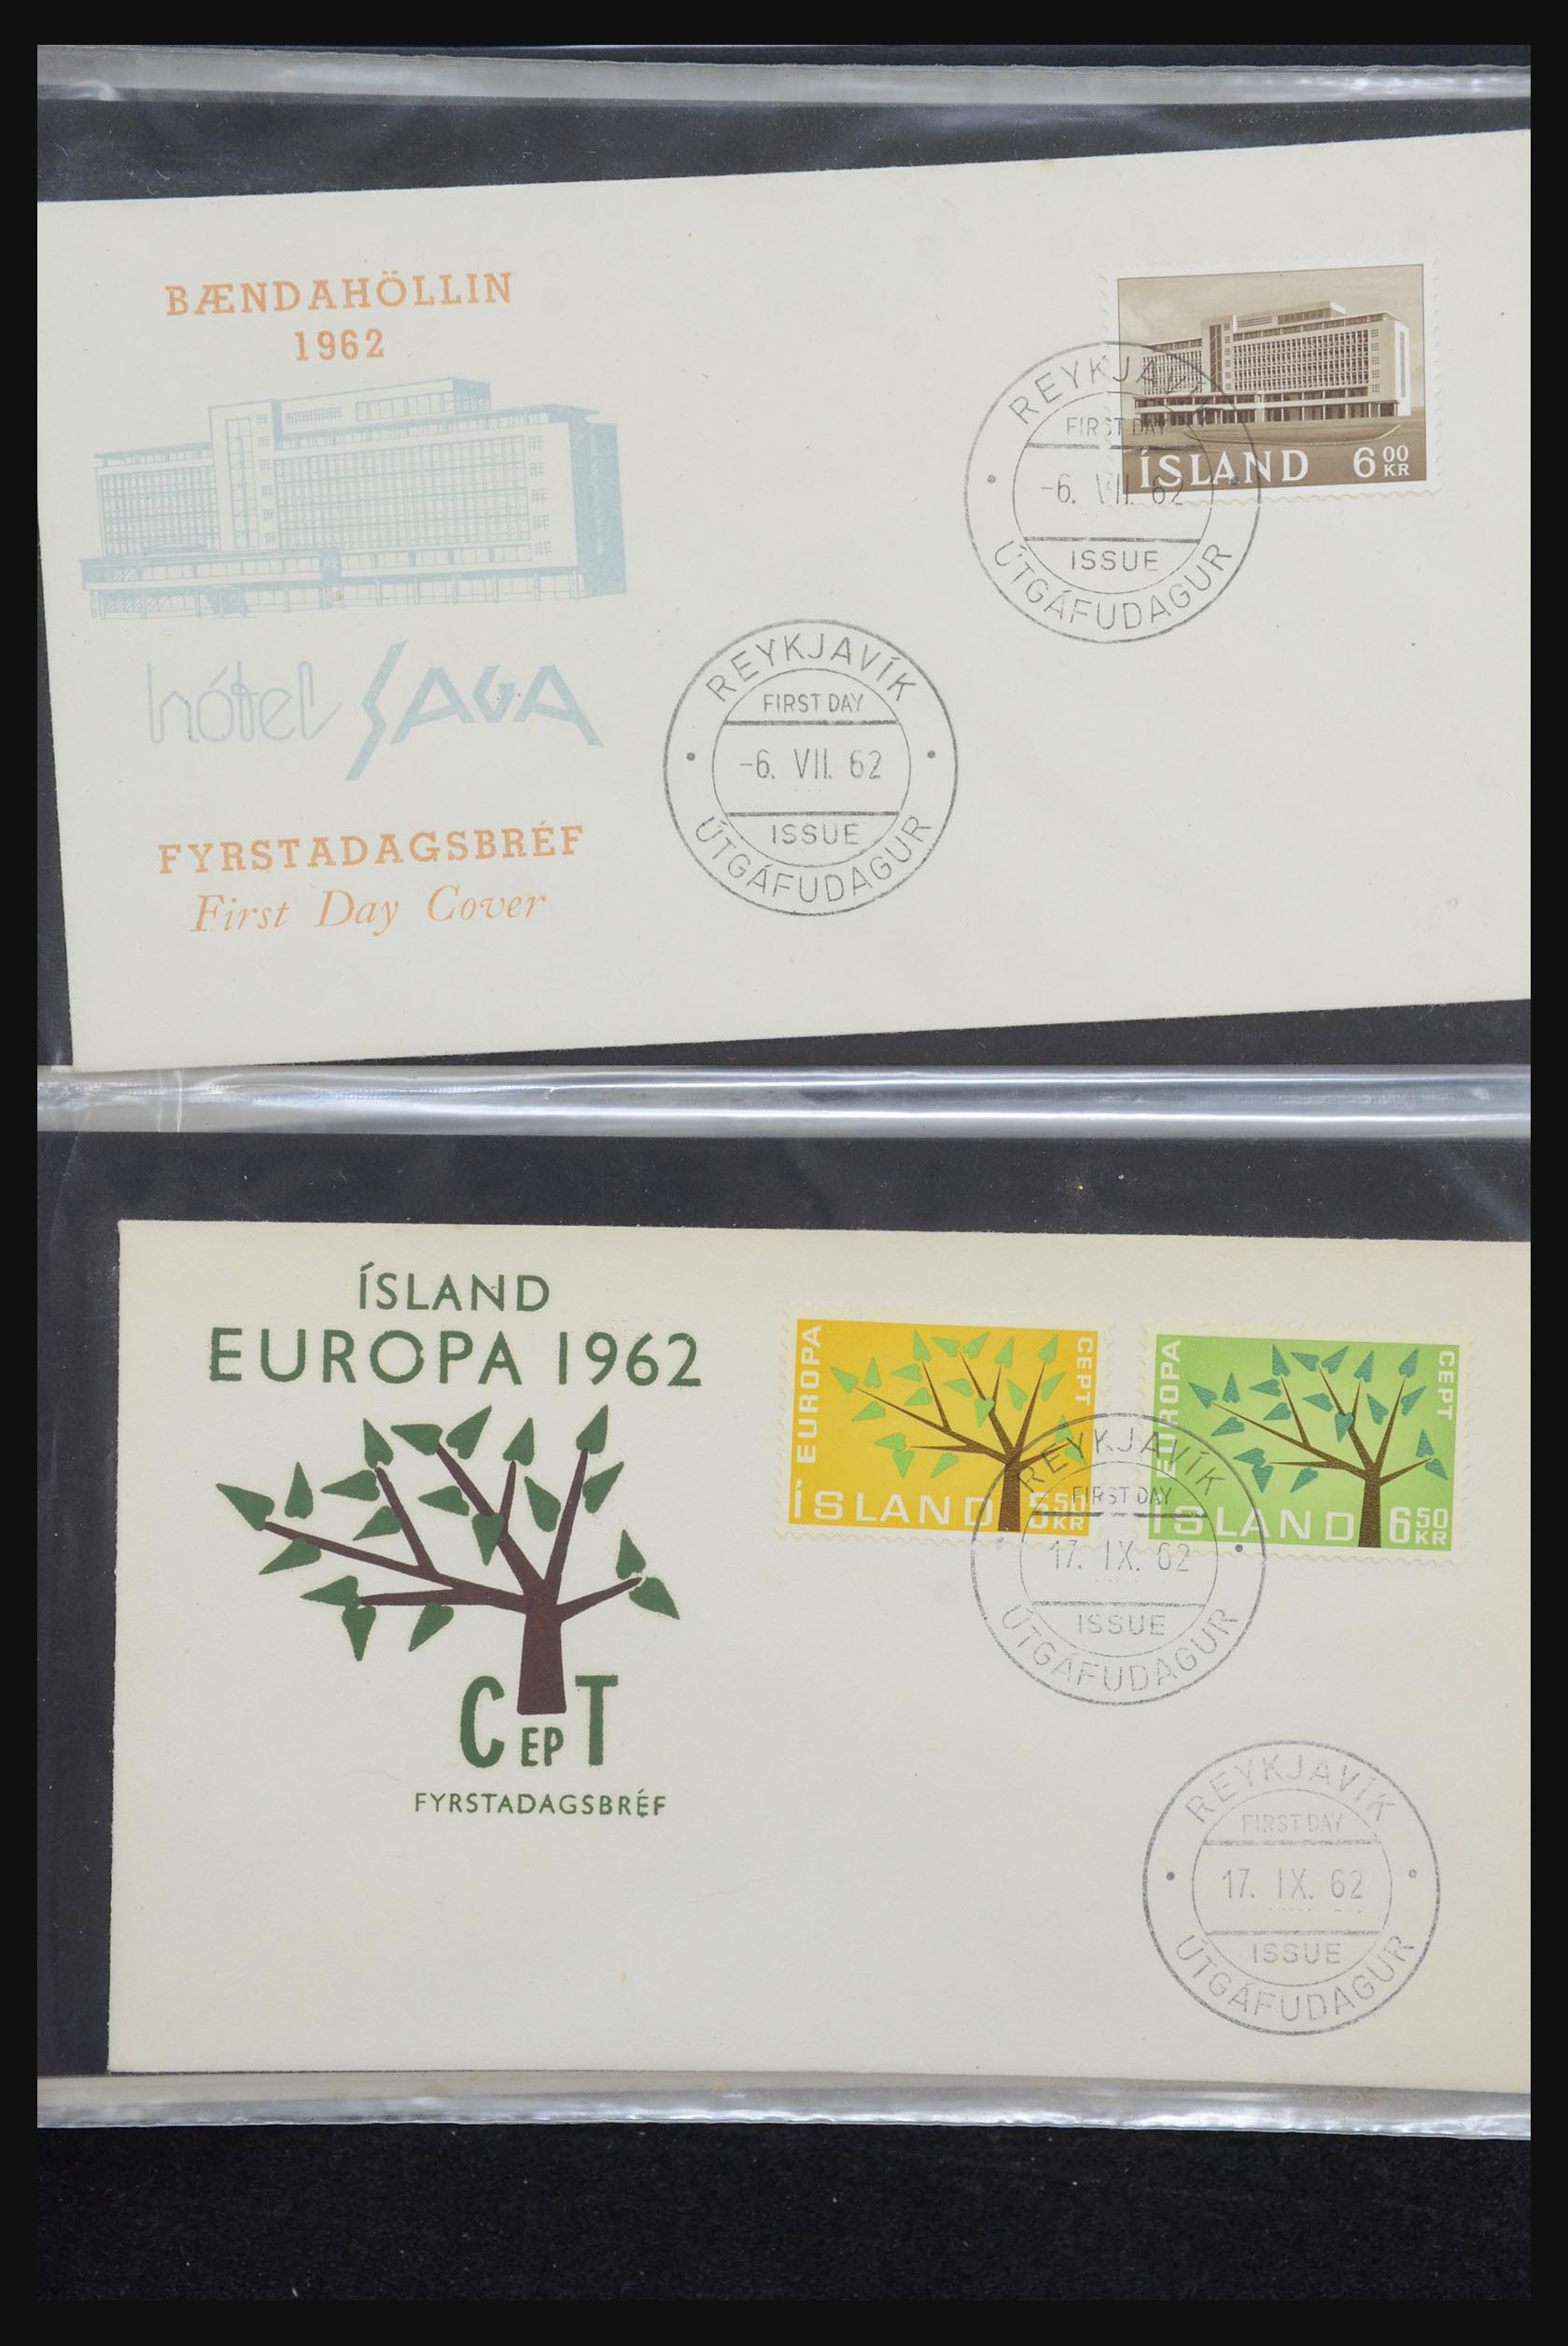 BÆNDAHÖLLIN
1962
hótel SAGA
FYRSTADAGSBRÉF
First Day Cover
ÍSLAND 6 00 KR
REYKJAVÍK
FIRST DAY
-6. VII. 62
ISSUE
ÚTGÁFUDAGUR
REYKJAVÍK
FIRST DAY
-6. VII. 62
ISSUE
ÚTGÁFUDAGUR
ÍSLAND
EUROPA 1962
CEPT
FYRSTADAGSBRÉF
EUROPA
CEPT
ÍSLAND 5 50 KR
EUROPA
CEPT
ÍSLAND 6 50 KR
REYKJAVÍK
FIRST DAY
17. IX. 62
ISSUE
ÚTGÁFUDAGUR
REYKJAVÍK
FIRST DAY
17. IX. 62
ISSUE
ÚTGÁFUDAGUR